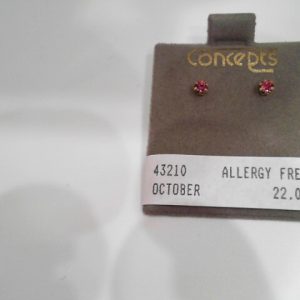 Concepts
43210 ALLERGY FRE
OCTOBER 22.0